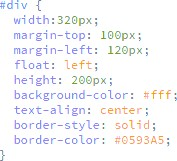 #div {
width:320px;
margin-top: 100px;
margin-left: 120px;
float: left;
height: 200px;
background-color: #fff;
text-align: center;
border-style: solid;
border-color: #0593A5;
}